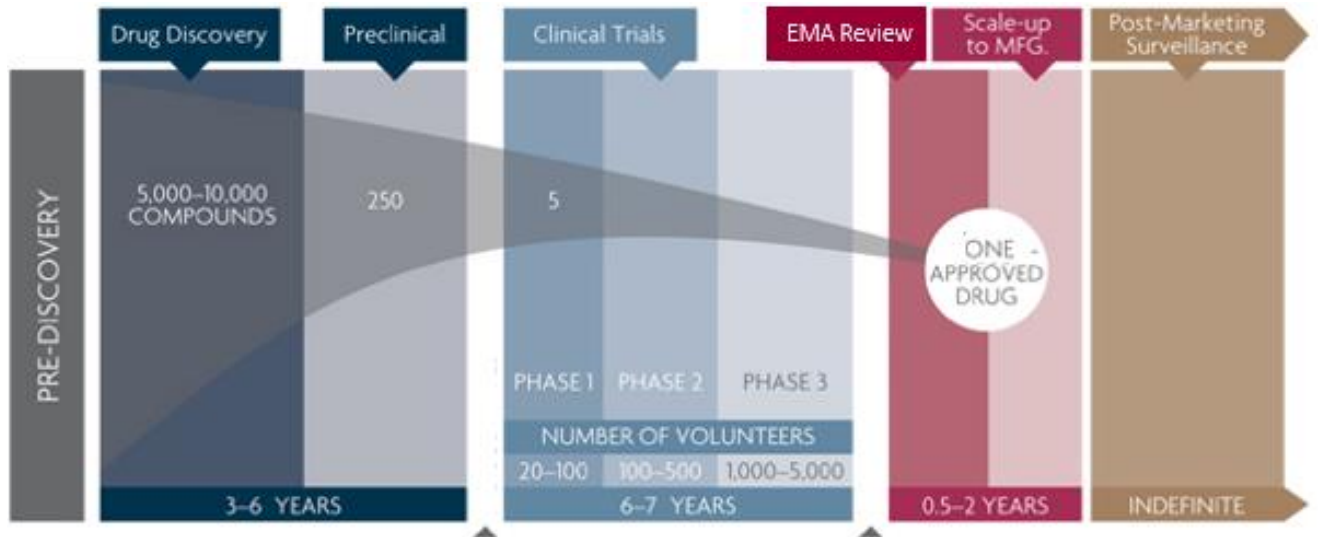 Drug Discovery
Preclinical
Clinical Trials
EMA Review
Scale-up
to MFG.
Post-Marketing
Surveillance
PRE-DISCOVERY
5,000–10,000
COMPOUNDS
250
5
ONE
APPROVED
DRUG
PHASE 1
PHASE 2
PHASE 3
NUMBER OF VOLUNTEERS
20–100
100–500
1,000–5,000
3–6 YEARS
6–7 YEARS
0.5–2 YEARS
INDEFINITE